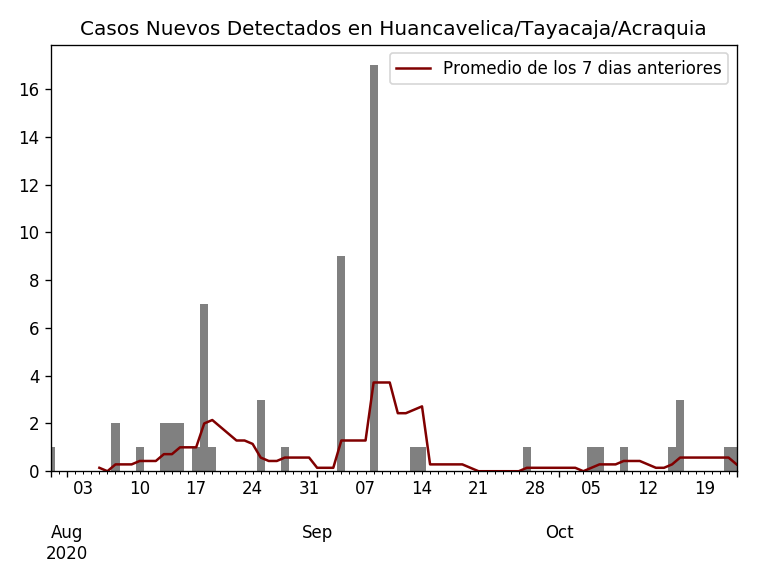 Casos Nuevos Detectados en Huancavelica/Tayacaja/Acraquia
Promedio de los 7 dias anteriores
16
14
12
10
8
6
4
2
0
03 10 17 24 31 07 14 21 28 05 12 19
Aug Sep Oct
2020